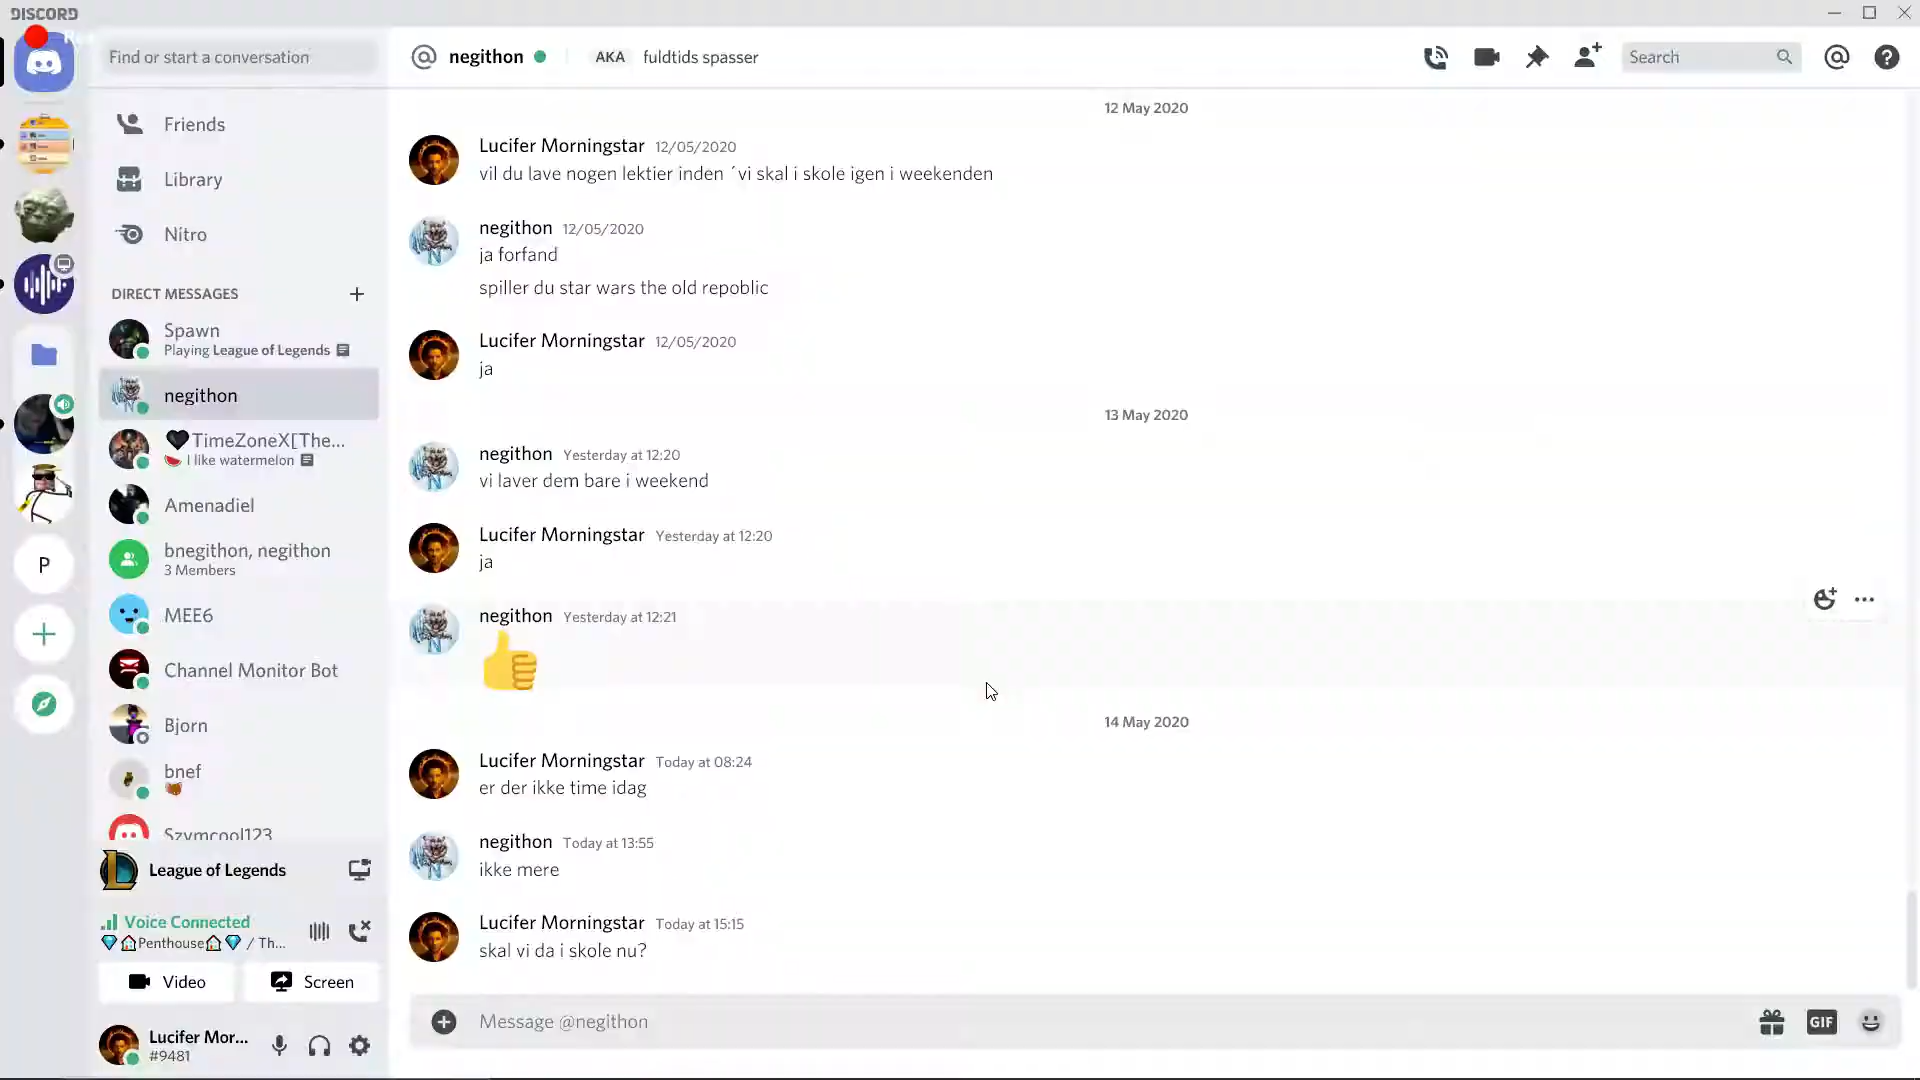 DISCORD
Find or start a conversation
Friends
Library
Nitro
DIRECT MESSAGES
Spawn
Playing League of Legends
negithon
TimeZoneX[The...
I like watermelon
Amenadiel
bnegithon, negithon
3 Members
MEE6
Channel Monitor Bot
Bjorn
bnef
Szymcool123
League of Legends
Voice Connected
Penthouse / Th...
Video
Screen
Lucifer Mor...
#9481
P
negithon
AKA fuldtids spasser
Search
12 May 2020
Lucifer Morningstar 12/05/2020
vil du lave nogen lektier inden ´vi skal i skole igen i weekenden
negithon 12/05/2020
ja forfand
spiller du star wars the old repoblic
Lucifer Morningstar 12/05/2020
ja
13 May 2020
negithon Yesterday at 12:20
vi laver dem bare i weekend
Lucifer Morningstar Yesterday at 12:20
ja
negithon Yesterday at 12:21
14 May 2020
Lucifer Morningstar Today at 08:24
er der ikke time idag
negithon Today at 13:55
ikke mere
Lucifer Morningstar Today at 15:15
skal vi da i skole nu?
Message @negithon
GIF